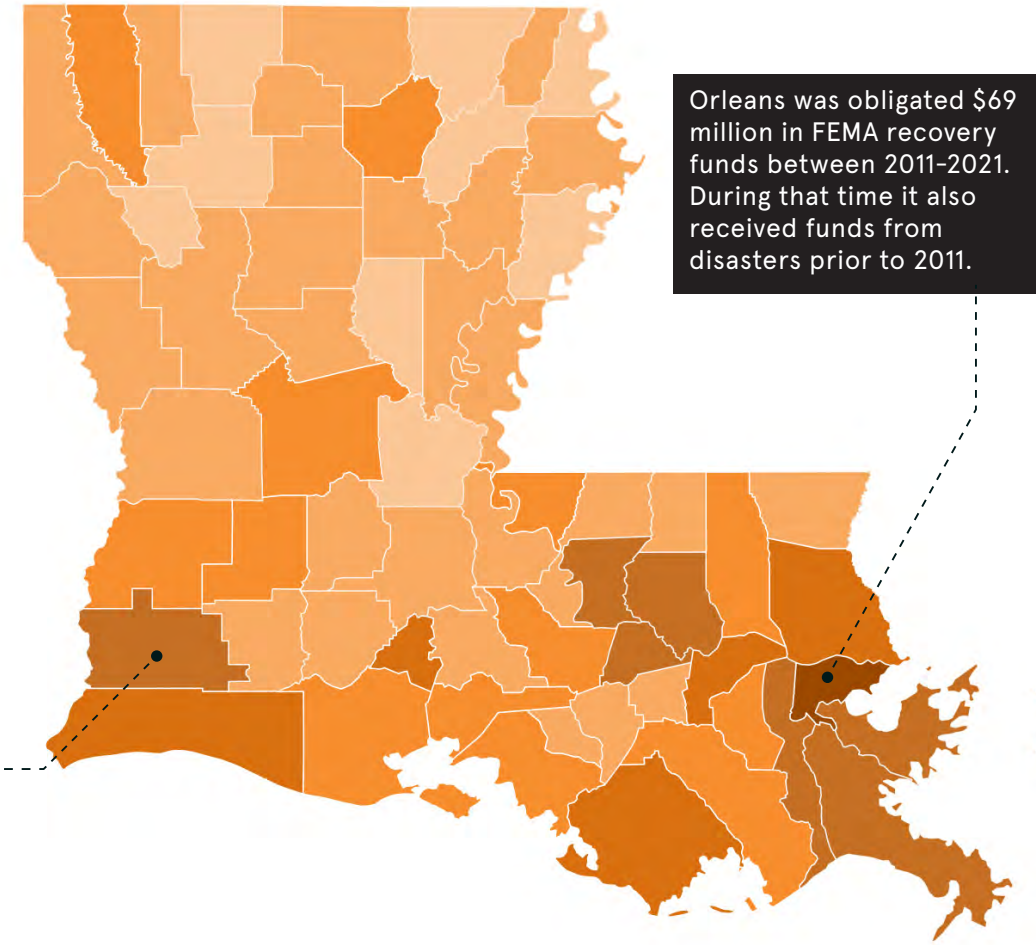 Orleans was obligated $69
million in FEMA recovery
funds between 2011-2021.
During that time it also
received funds from
disasters prior to 2011.